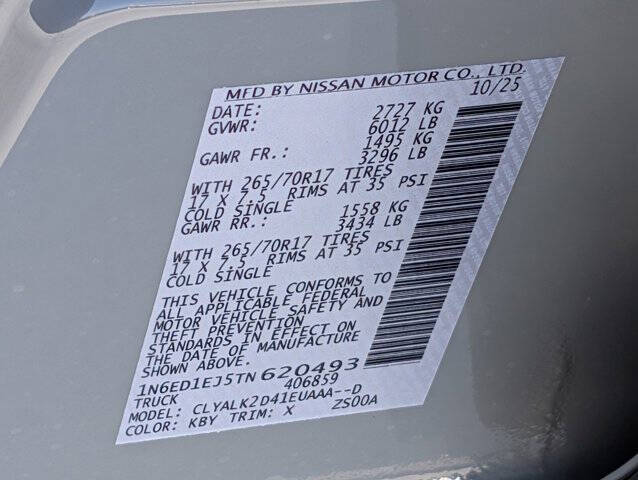 MFD BY NISSAN MOTOR CO., LTD.
DATE: 10/25
GVWR: 2727 KG
6012 LB
GAWR FR.: 1495 KG
3296 LB
WITH 265/70R17 TIRES
17 X 7.5 RIMS AT 35 PSI
COLD SINGLE
GAWR RR.: 1558 KG
3434 LB
WITH 265/70R17 TIRES
17 X 7.5 RIMS AT 35 PSI
COLD SINGLE
THIS VEHICLE CONFORMS TO
ALL APPLICABLE FEDERAL
MOTOR VEHICLE SAFETY AND
THEFT PREVENTION
STANDARDS IN EFFECT ON
THE DATE OF MANUFACTURE
SHOWN ABOVE.
1N6ED1EJ5TN620493
TRUCK 406859
MODEL: CLYALK2D41EUAAA--D
COLOR: KBY TRIM: X ZS00A